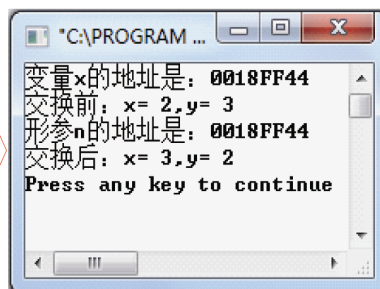 "C:\PROGRAM ...
变量x的地址是：0018FF44
交换前：x= 2,y= 3
形参n的地址是：0018FF44
交换后：x= 3,y= 2
Press any key to continue